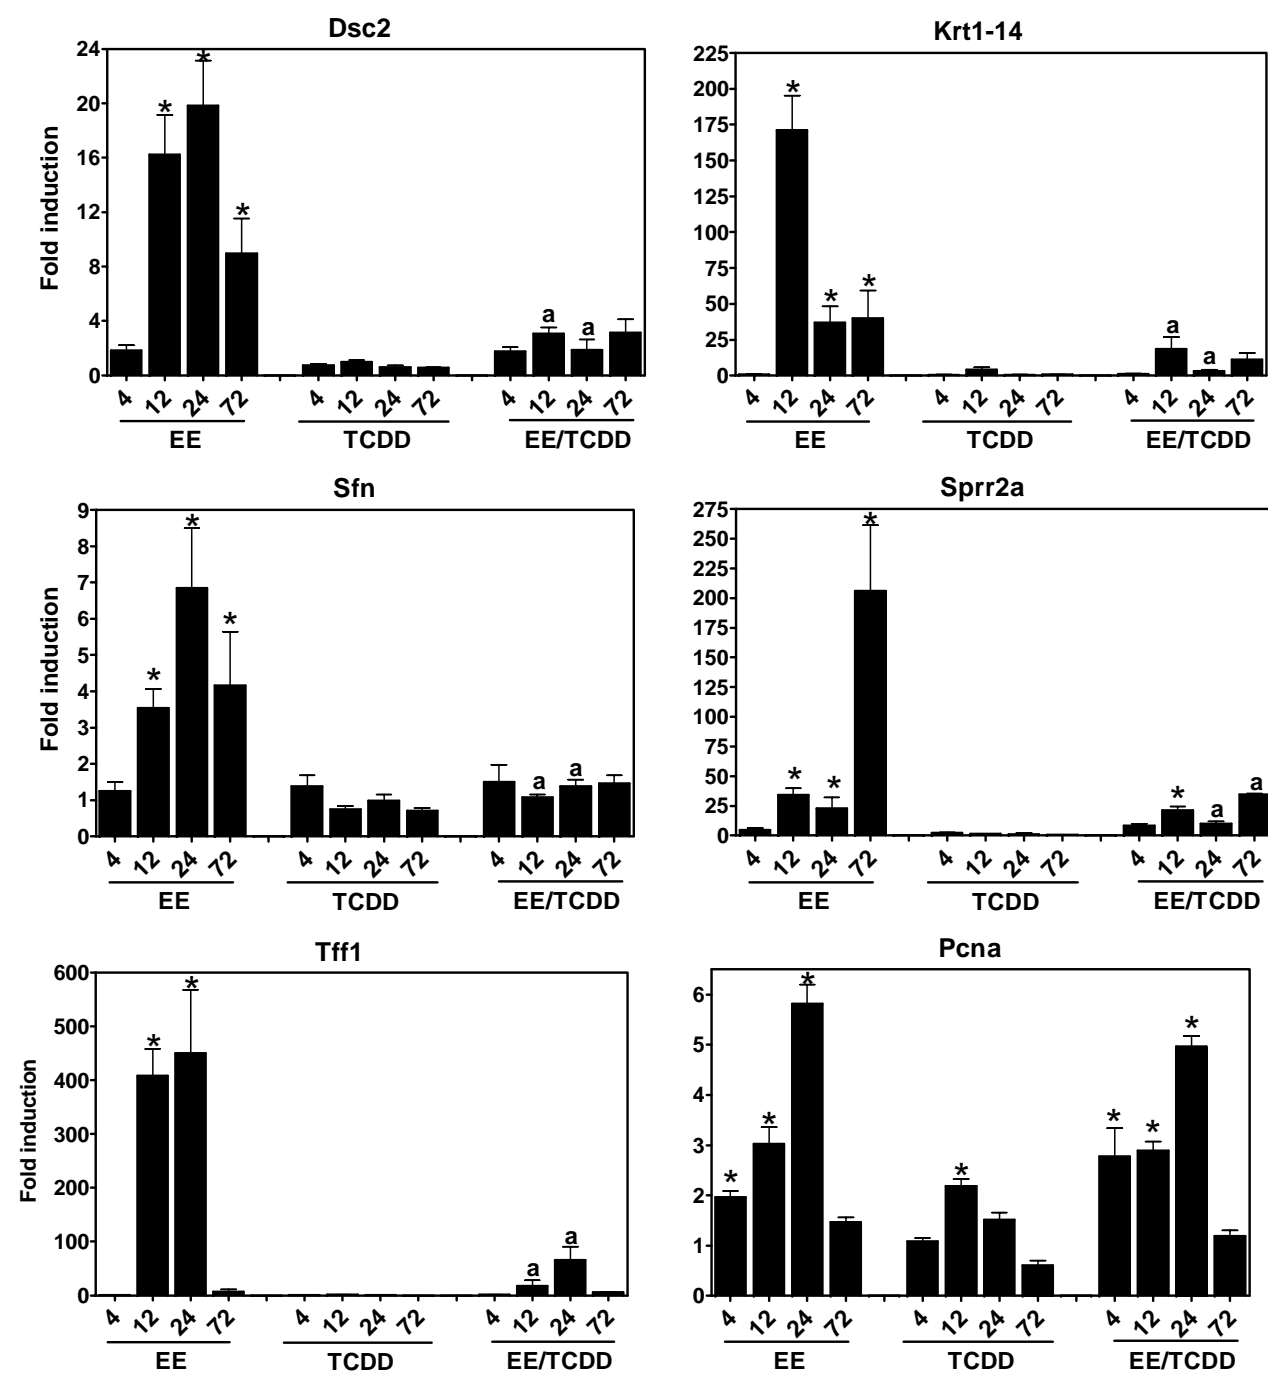 Dsc2
Fold induction
24
20
16
12
8
4
0
*
*
*
a
a
4 12 24 72 4 12 24 72 4 12 24 72
EE TCDD EE/TCDD
Krt1-14
225
200
175
150
125
100
75
50
25
0
*
*
*
a
a
4 12 24 72 4 12 24 72 4 12 24 72
EE TCDD EE/TCDD
Sfn
Fold induction
9
8
7
6
5
4
3
2
1
0
*
*
*
a
a
4 12 24 72 4 12 24 72 4 12 24 72
EE TCDD EE/TCDD
Sprr2a
275
250
225
200
175
150
125
100
75
50
25
0
*
*
*
*
a
a
4 12 24 72 4 12 24 72 4 12 24 72
EE TCDD EE/TCDD
Tff1
Fold induction
600
500
400
300
200
100
0
*
*
a
a
4 12 24 72 4 12 24 72 4 12 24 72
EE TCDD EE/TCDD
Pcna
6
5
4
3
2
1
0
*
*
*
*
*
*
*
4 12 24 72 4 12 24 72 4 12 24 72
EE TCDD EE/TCDD